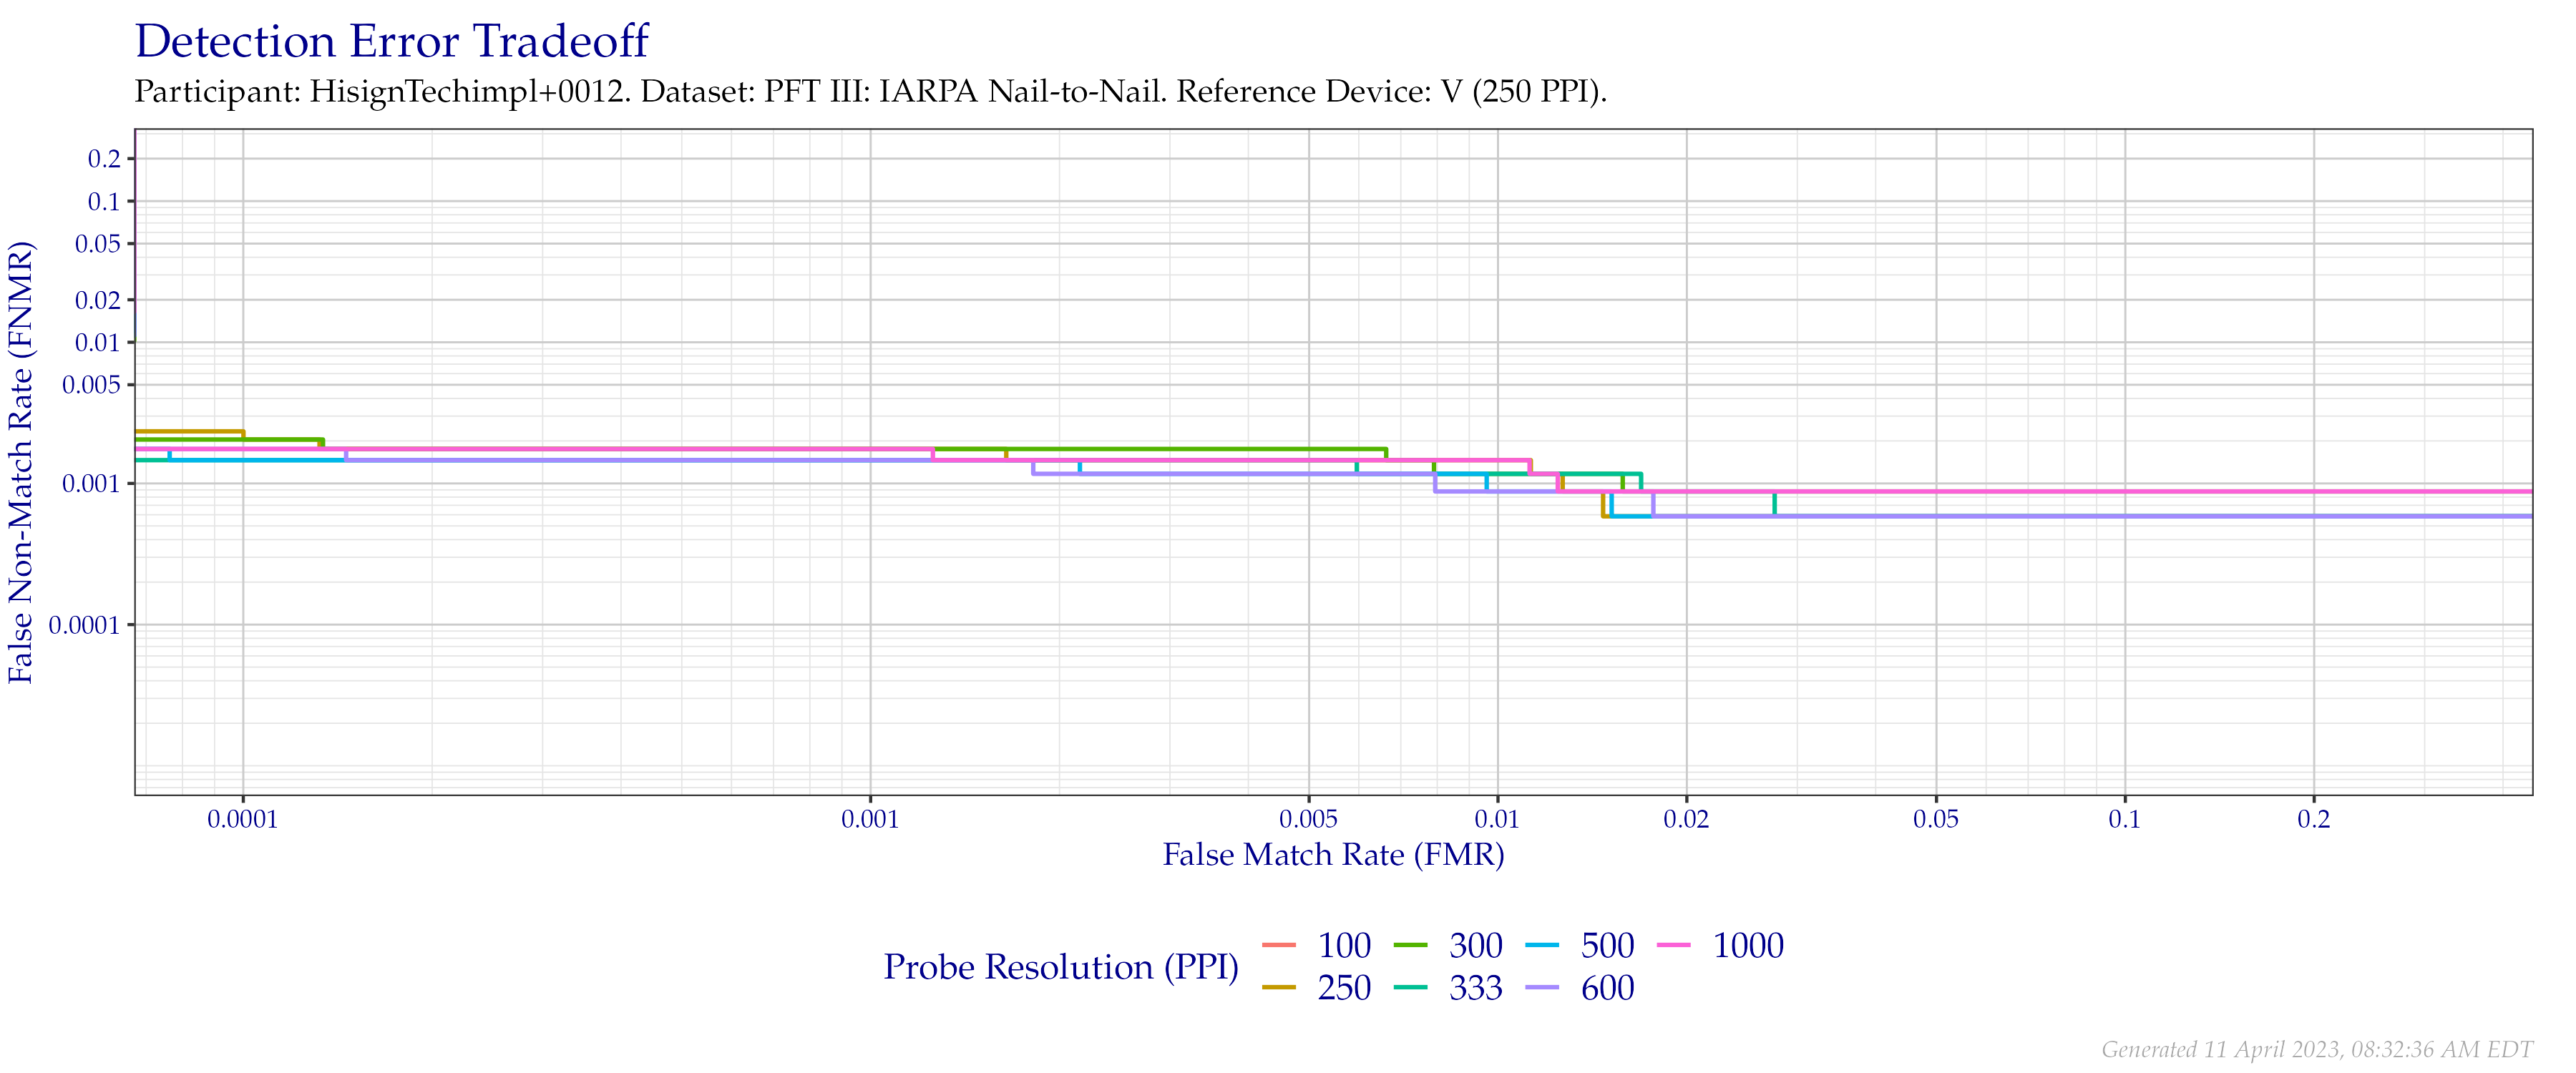 Detection Error Tradeoff
Participant: HisignTechimpl+0012. Dataset: PFT III: IARPA Nail-to-Nail. Reference Device: V (250 PPI).
False Non-Match Rate (FNMR)
0.2
0.1
0.05
0.02
0.01
0.005
0.001
0.0001
0.0001 0.001 0.005 0.01 0.02 0.05 0.1 0.2
False Match Rate (FMR)
Probe Resolution (PPI)
100 300 500 1000
250 333 600
Generated 11 April 2023, 08:32:36 AM EDT